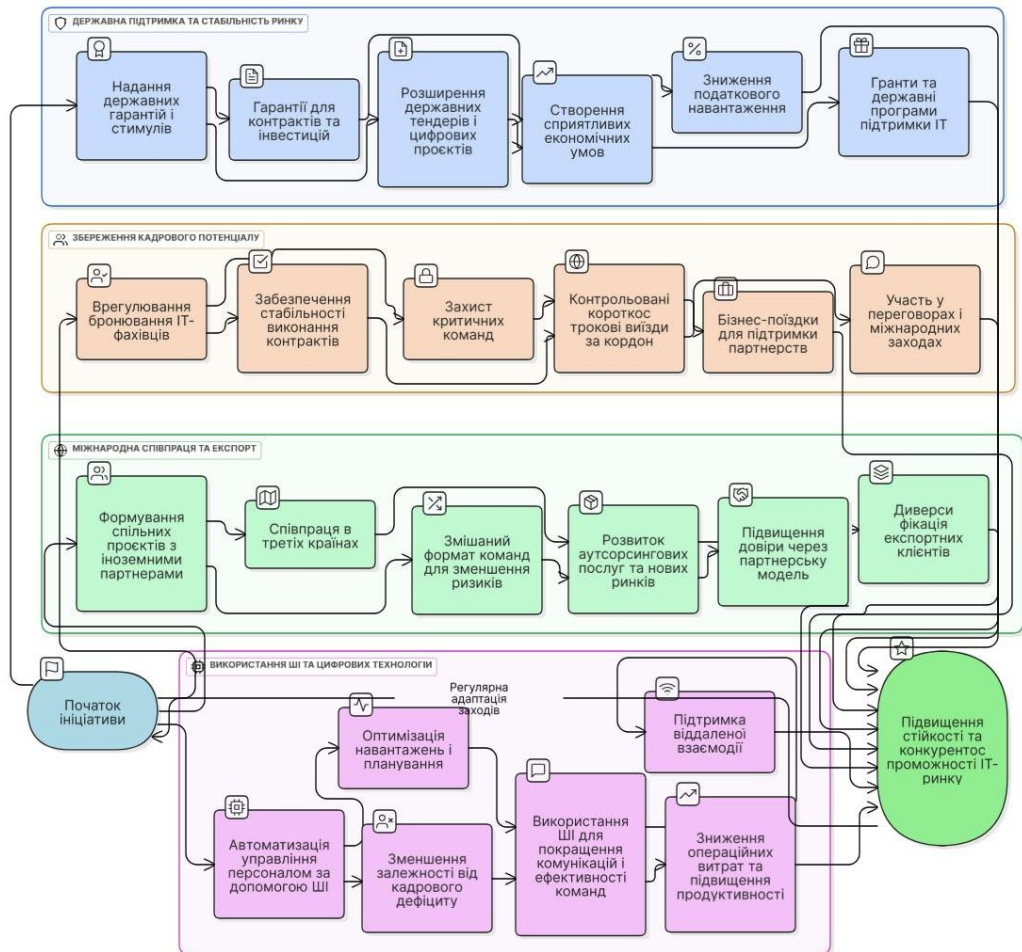 ДЕРЖАВНА ПІДТРИМКА ТА СТАБІЛЬНІСТЬ РИНКУ
Надання
державних
гарантій і
стимулів
Гарантії для
контрактів та
інвестицій
Розширення
державних
тендерів і
цифрових
проєктів
Створення
сприятливих
економічних
умов
Зниження
податкового
навантаження
Гранти та
державні
програми
підтримки ІТ
ЗБЕРЕЖЕННЯ КАДРОВОГО ПОТЕНЦІАЛУ
Врегулювання
бронювання ІТ-
фахівців
Забезпечення
стабільності
виконання
контрактів
Захист
критичних
команд
Контрольовані
короткос
трокові виїзди
за кордон
Бізнес-поїздки
для підтримки
партнерств
Участь у
переговорах і
міжнародних
заходах
МІЖНАРОДНА СПІВПРАЦЯ ТА ЕКСПОРТ
Формування
спільних
проєктів з
іноземними
партнерами
Співпраця в
третіх країнах
Змішаний
формат команд
для зменшення
ризиків
Розвиток
аутсорсингових
послуг та нових
ринків
Підвищення
довіри через
партнерську
модель
Диверси
фікація
експортних
клієнтів
Початок
ініціативи
ВИКОРИСТАННЯ ШІ ТА ЦИФРОВИХ ТЕХНОЛОГІЙ
Регулярна
адаптація
заходів
Оптимізація
навантажень і
планування
Підтримка
віддаленої
взаємодії
Автоматизація
управління
персоналом за
допомогою ШІ
Зменшення
залежності від
кадрового
дефіциту
Використання
ШІ для
покращення
комунікацій і
ефективності
команд
Зниження
операційних
витрат та
підвищення
продуктивності
Підвищення
стійкості та
конкурентос
проможності ІТ-
ринку